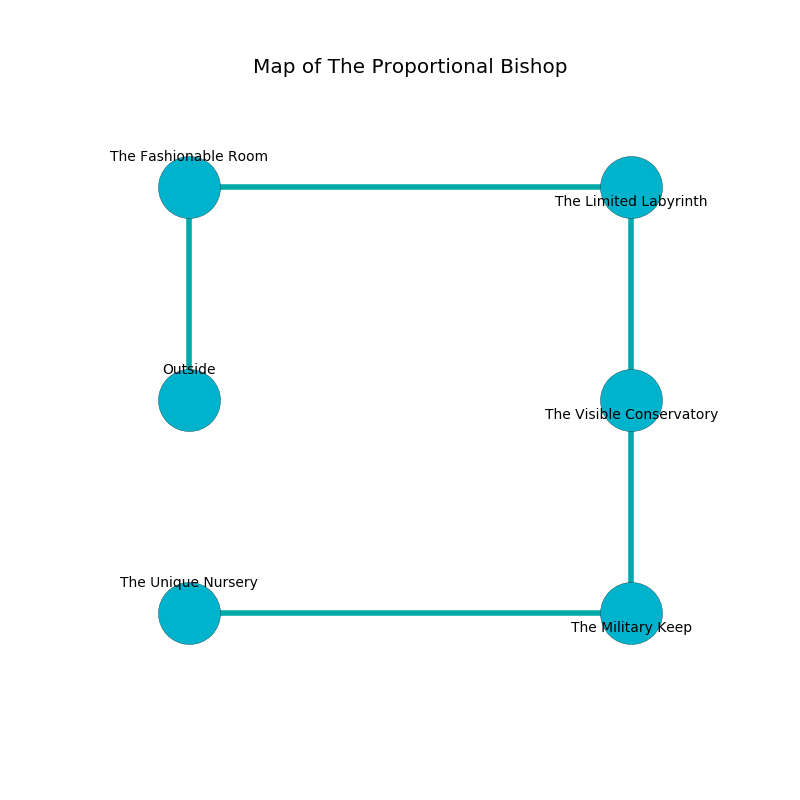 Map of The Proportional Bishop
The Fashionable Room
The Limited Labyrinth
Outside
The Visible Conservatory
The Unique Nursery
The Military Keep